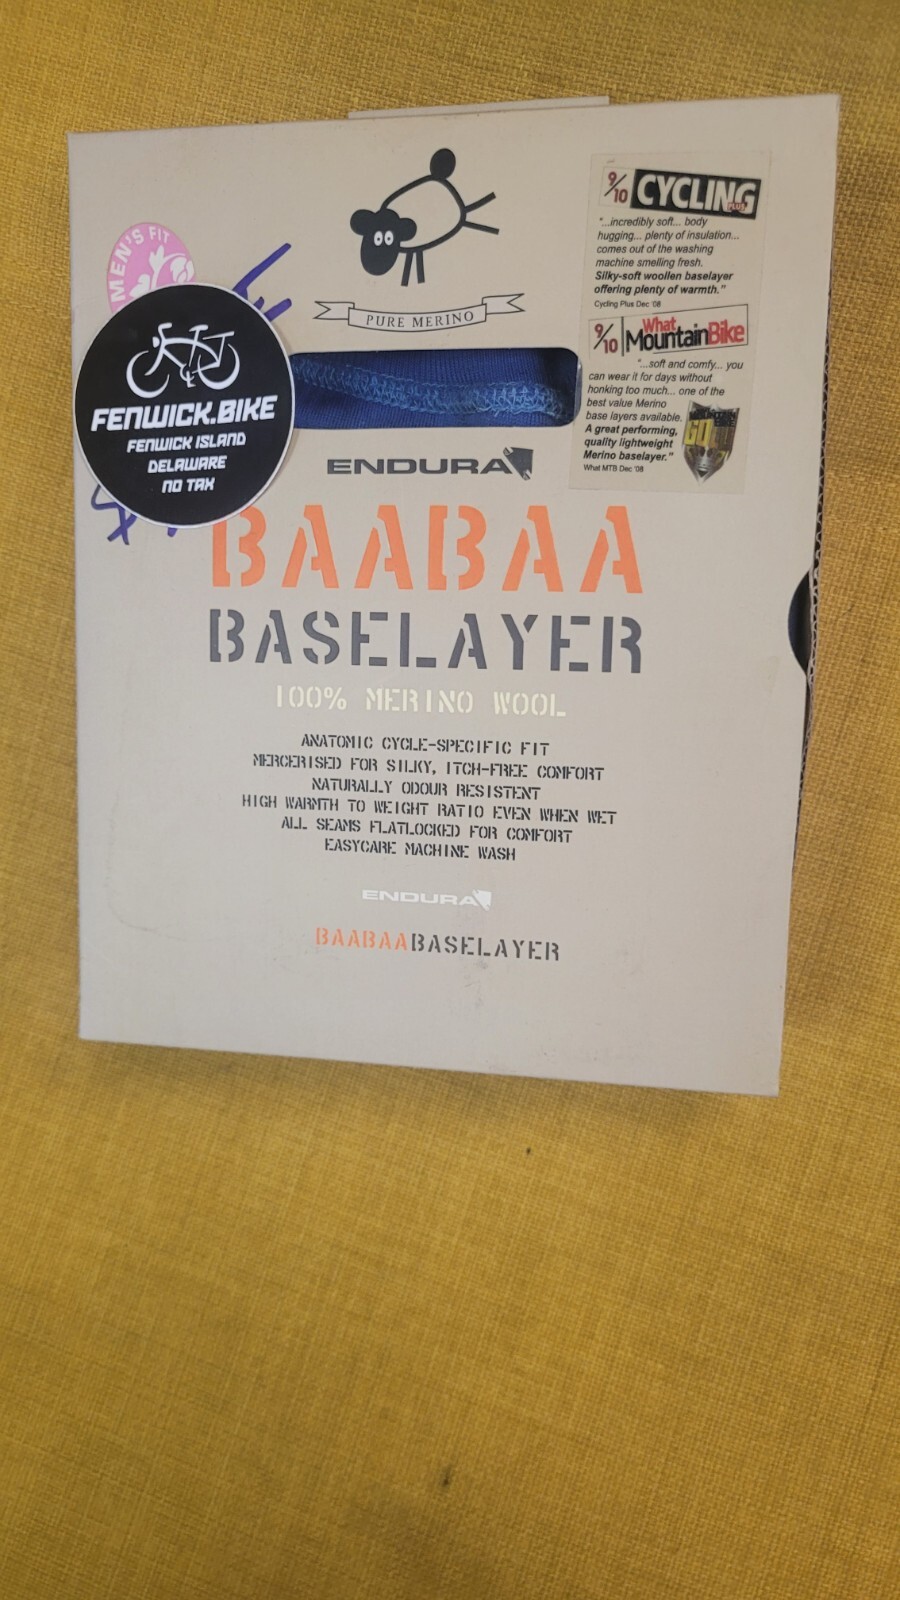 MEN'S FIT
PURE MERINO
FENWICK.BIKE
FENWICK ISLAND
DELAWARE
NO TAX
9/10 CYCLING PLUS
"...incredibly soft... body
hugging... plenty of insulation...
comes out of the washing
machine smelling fresh.
Silky-soft woollen baselayer
offering plenty of warmth."
Cycling Plus Dec '08
9/10 What
MountainBike
"...soft and comfy... you
can wear it for days without
honking too much... one of the
best value Merino
base layers available.
A great performing,
quality lightweight
Merino baselayer."
What MTB Dec '08
ENDURA
BAABAA
BASELAYER
100% MERINO WOOL
ANATOMIC CYCLE-SPECIFIC FIT
MERCERISED FOR SILKY, ITCH-FREE COMFORT
NATURALLY ODOUR RESISTENT
HIGH WARMTH TO WEIGHT RATIO EVEN WHEN WET
ALL SEAMS FLATLOCKED FOR COMFORT
EASYCARE MACHINE WASH
ENDURA
BAABAABASELAYER